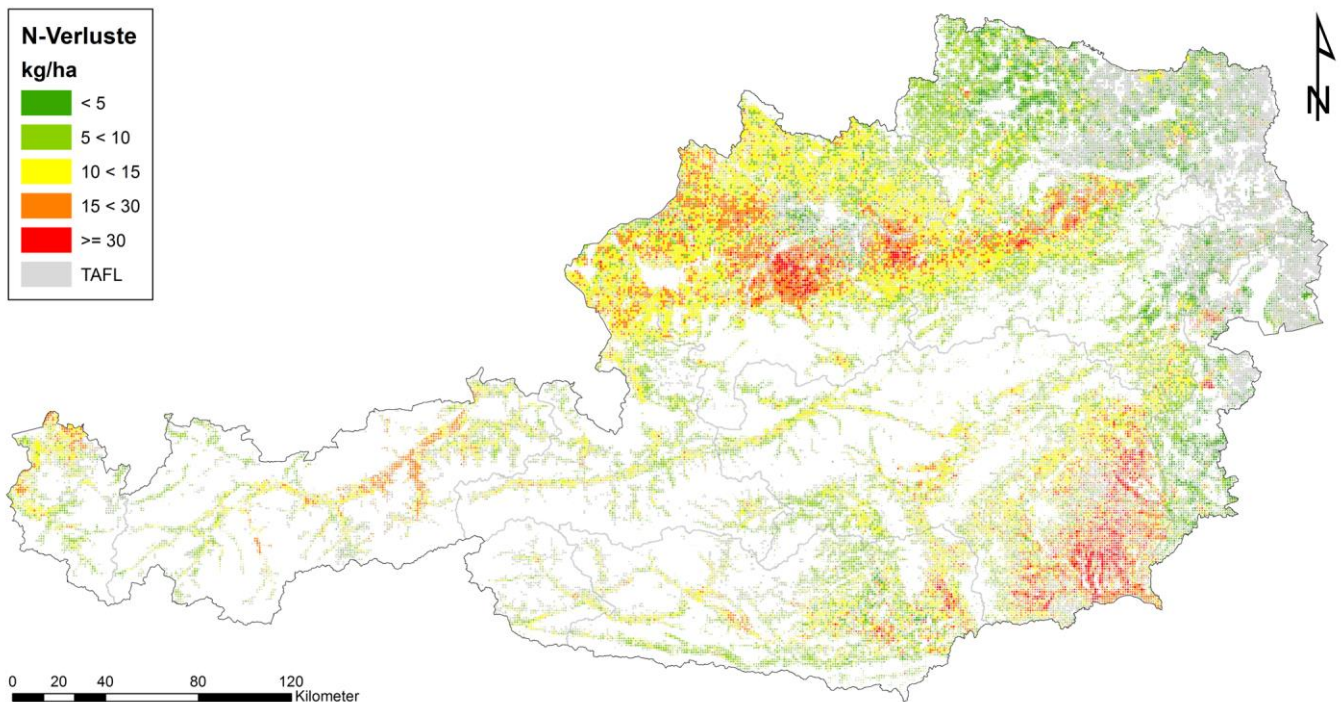 N-Verluste
kg/ha
< 5
5 < 10
10 < 15
15 < 30
>= 30
TAFL
N
0 20 40 80 120
Kilometer